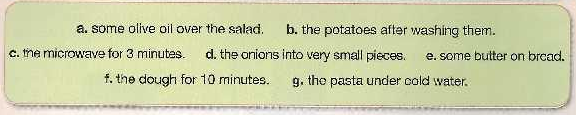 a. some olive oil over the salad. b. the potatoes after washing them.
c. the microwave for 3 minutes. d. the onions into very small pieces. e. some butter on bread.
f. the dough for 10 minutes. g. the pasta under cold water.